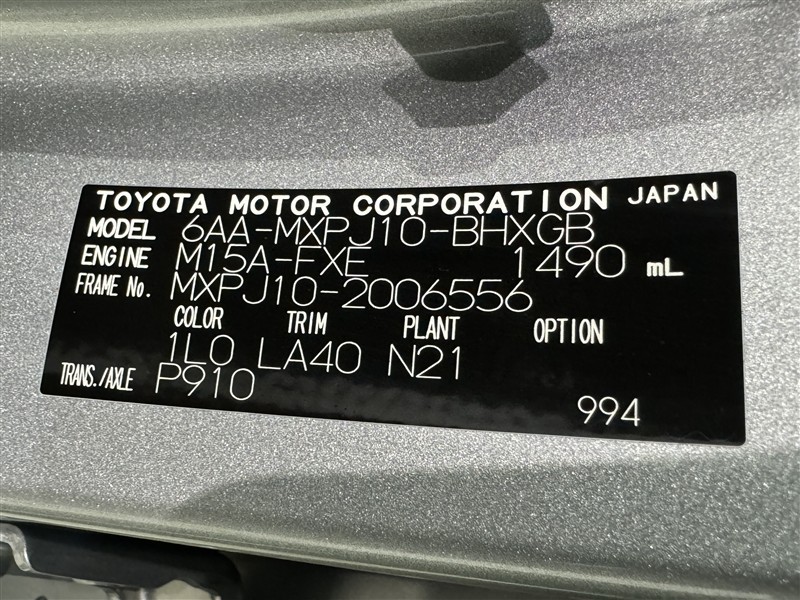 TOYOTA MOTOR CORPORATION JAPAN
MODEL 6AA-MXPJ10-BHXGB
ENGINE M15A-FXE 1490 mL
FRAME No. MXPJ10-2006556
COLOR TRIM PLANT OPTION
1L0 LA40 N21
TRANS./AXLE P910
994